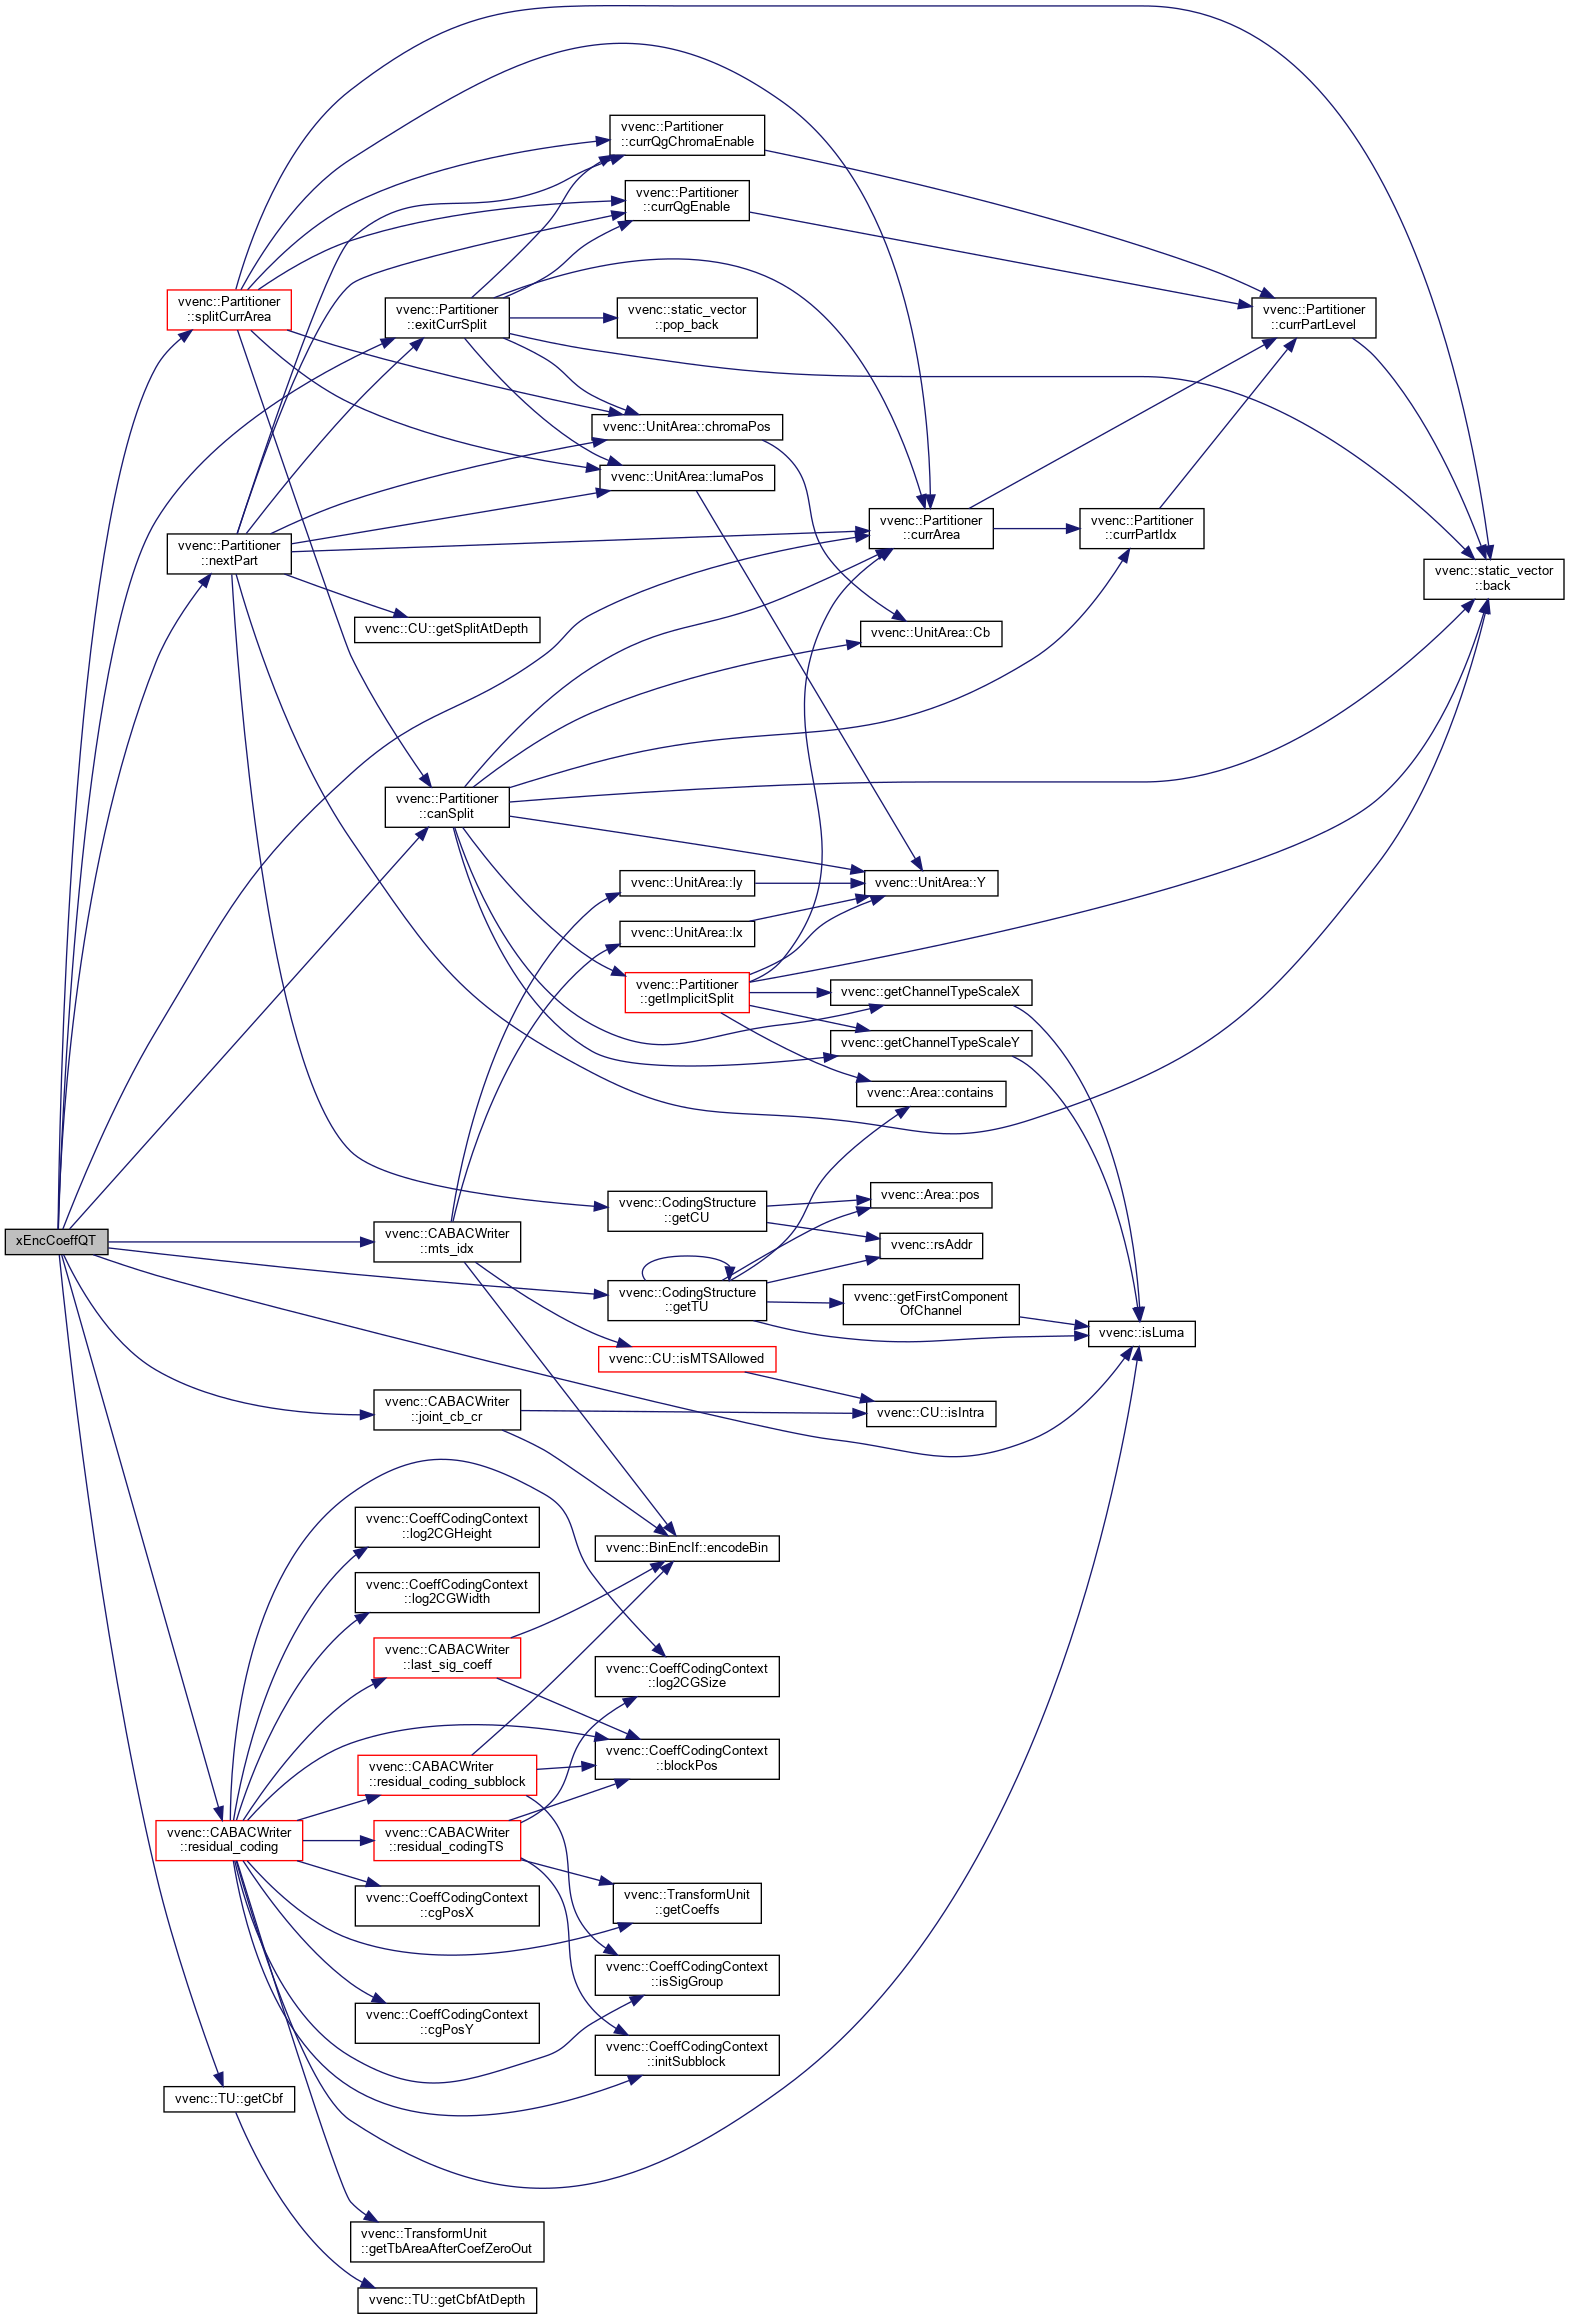 vvenc::Partitioner
::currQgChromaEnable
vvenc::Partitioner
::currQgEnable
vvenc::Partitioner
::splitCurrArea
vvenc::Partitioner
::exitCurrSplit
vvenc::static_vector
::pop_back
vvenc::Partitioner
::currPartLevel
vvenc::UnitArea::chromaPos
vvenc::UnitArea::lumaPos
vvenc::Partitioner
::currArea
vvenc::Partitioner
::currPartIdx
vvenc::Partitioner
::nextPart
vvenc::static_vector
::back
vvenc::CU::getSplitAtDepth
vvenc::UnitArea::Cb
vvenc::Partitioner
::canSplit
vvenc::UnitArea::ly
vvenc::UnitArea::Y
vvenc::UnitArea::lx
vvenc::Partitioner
::getImplicitSplit
vvenc::getChannelTypeScaleX
vvenc::getChannelTypeScaleY
vvenc::Area::contains
vvenc::CodingStructure
::getCU
vvenc::Area::pos
xEncCoeffQT
vvenc::CABACWriter
::mts_idx
vvenc::rsAddr
vvenc::CodingStructure
::getTU
vvenc::getFirstComponent
OfChannel
vvenc::isLuma
vvenc::CU::isMTSAllowed
vvenc::CABACWriter
::joint_cb_cr
vvenc::CU::isIntra
vvenc::CoeffCodingContext
::log2CGHeight
vvenc::BinEncIf::encodeBin
vvenc::CoeffCodingContext
::log2CGWidth
vvenc::CABACWriter
::last_sig_coeff
vvenc::CoeffCodingContext
::log2CGSize
vvenc::CoeffCodingContext
::blockPos
vvenc::CABACWriter
::residual_coding_subblock
vvenc::CABACWriter
::residual_coding
vvenc::CABACWriter
::residual_codingTS
vvenc::CoeffCodingContext
::cgPosX
vvenc::TransformUnit
::getCoeffs
vvenc::CoeffCodingContext
::isSigGroup
vvenc::CoeffCodingContext
::cgPosY
vvenc::CoeffCodingContext
::initSubblock
vvenc::TU::getCbf
vvenc::TransformUnit
::getTbAreaAfterCoefZeroOut
vvenc::TU::getCbfAtDepth